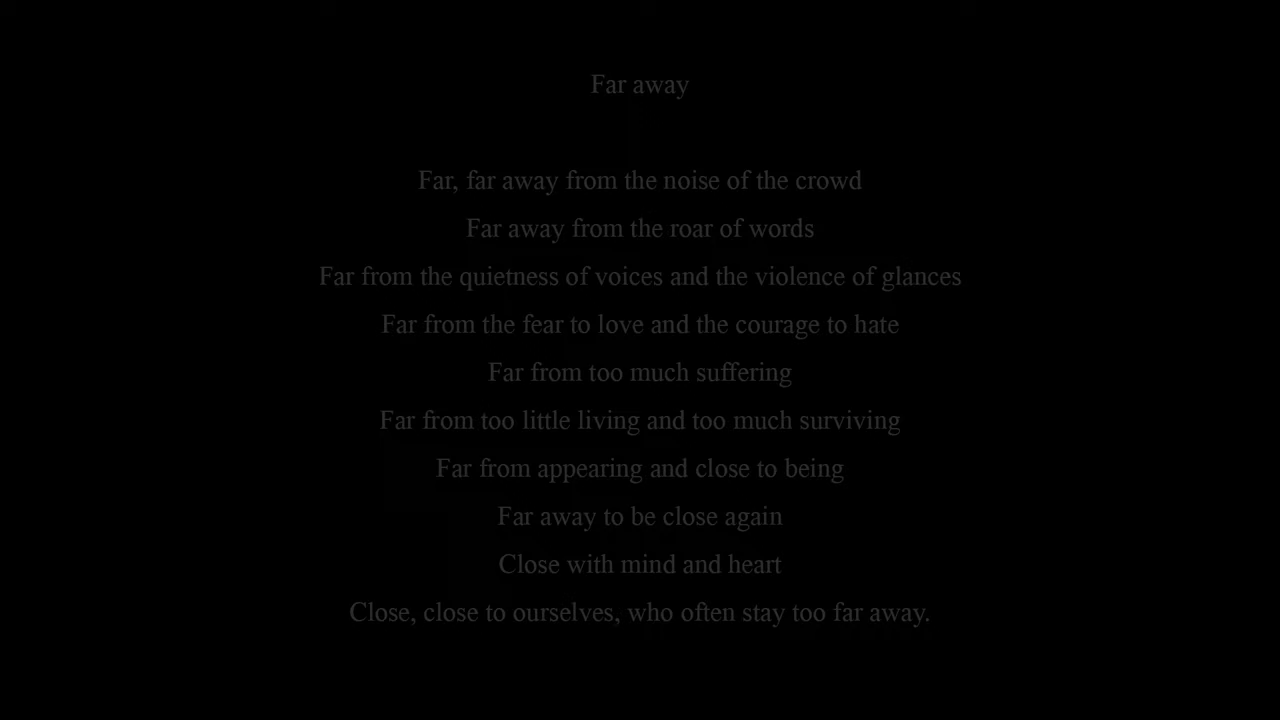 Far away
Far, far away from the noise of the crowd
Far away from the roar of words
Far from the quietness of voices and the violence of glances
Far from the fear to love and the courage to hate
Far from too much suffering
Far from too little living and too much surviving
Far from appearing and close to being
Far away to be close again
Close with mind and heart
Close, close to ourselves, who often stay too far away.